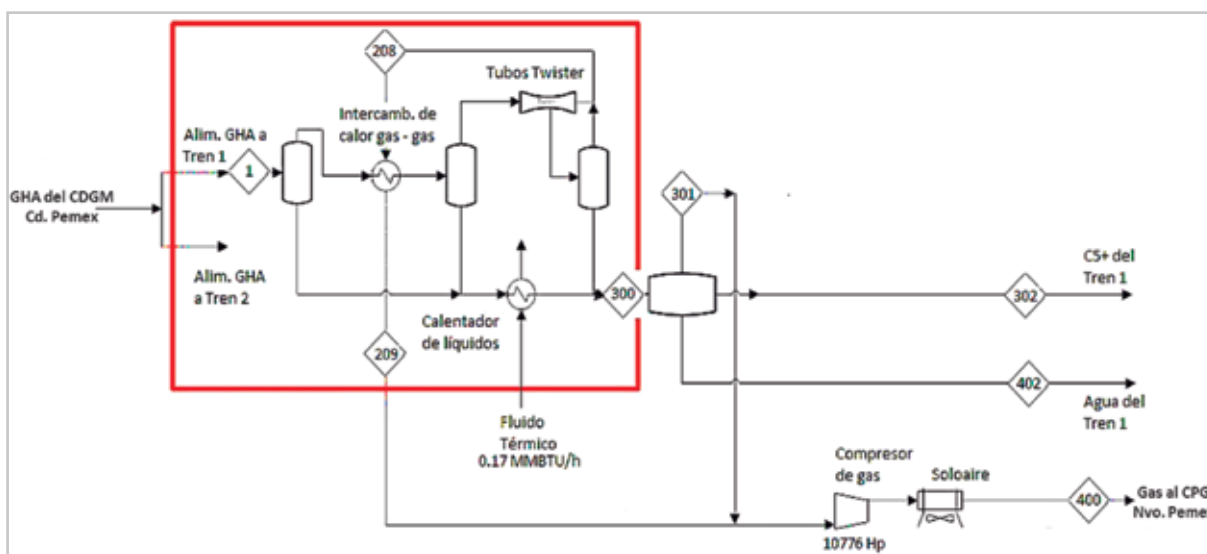 208
Tubos Twister
Intercamb. de
calor gas - gas
Alim. GHA a
Tren 1
1
GHA del CDGM
Cd. Pemex
Alim. GHA
a Tren 2
301
C5+ del
Tren 1
300
302
Calentador
de líquidos
209
402
Agua del
Tren 1
Fluido
Térmico
0.17 MMBTU/h
Compresor
de gas
Soloaire
400
Gas al CPG
Nvo. Peme
10776 Hp